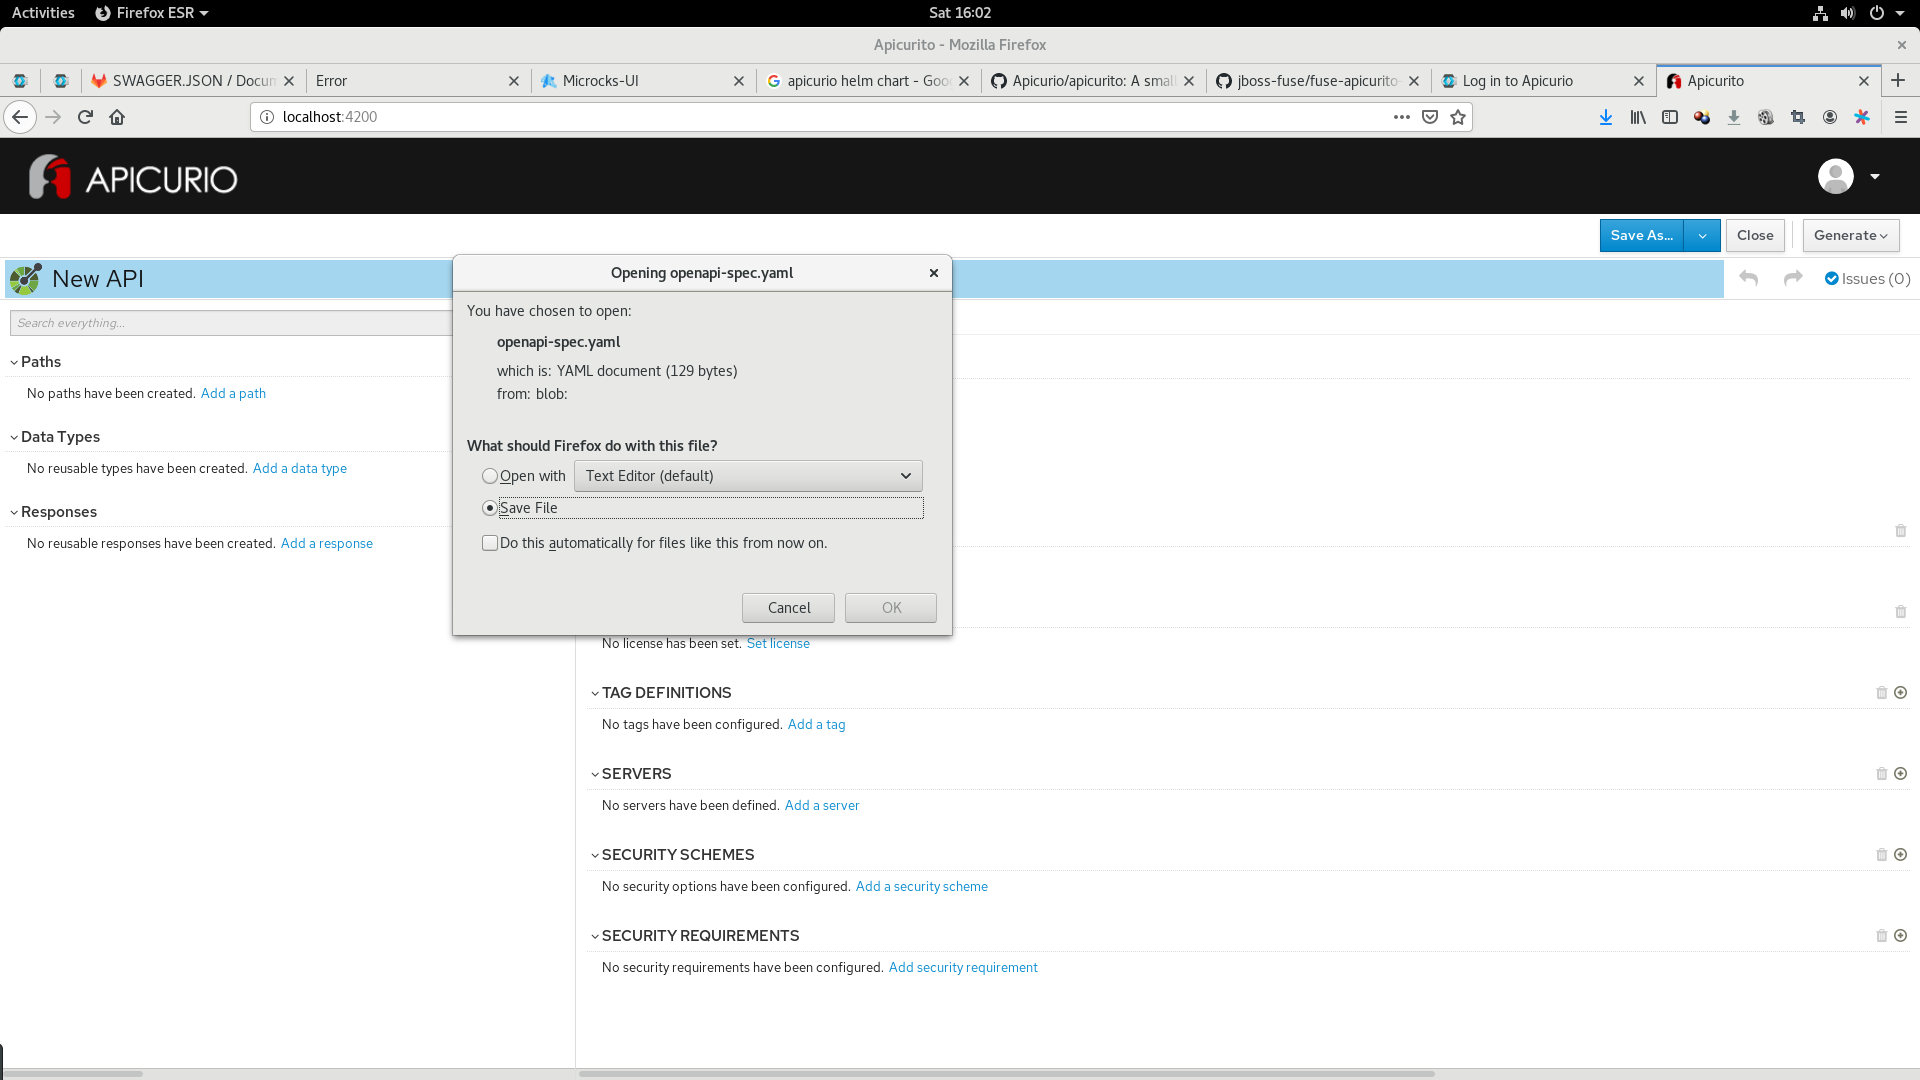 Activities
Firefox ESR
Sat 16:02
Apicurito - Mozilla Firefox
SWAGGER.JSON / Docum
Error
Microcks-UI
apicurio helm chart - Goo
Apicurio/apicurito: A smal
jboss-fuse/fuse-apicurito-
Log in to Apicurio
Apicurito
localhost:4200
APICURIO
Save As...
Close
Generate
New API
Issues (0)
Search everything...
Paths
No paths have been created. Add a path
Data Types
No reusable types have been created. Add a data type
Responses
No reusable responses have been created. Add a response
Opening openapi-spec.yaml
You have chosen to open:
openapi-spec.yaml
which is: YAML document (129 bytes)
from: blob:
What should Firefox do with this file?
Open with
Text Editor (default)
Save File
Do this automatically for files like this from now on.
Cancel
OK
No license has been set. Set license
TAG DEFINITIONS
No tags have been configured. Add a tag
SERVERS
No servers have been defined. Add a server
SECURITY SCHEMES
No security options have been configured. Add a security scheme
SECURITY REQUIREMENTS
No security requirements have been configured. Add security requirement